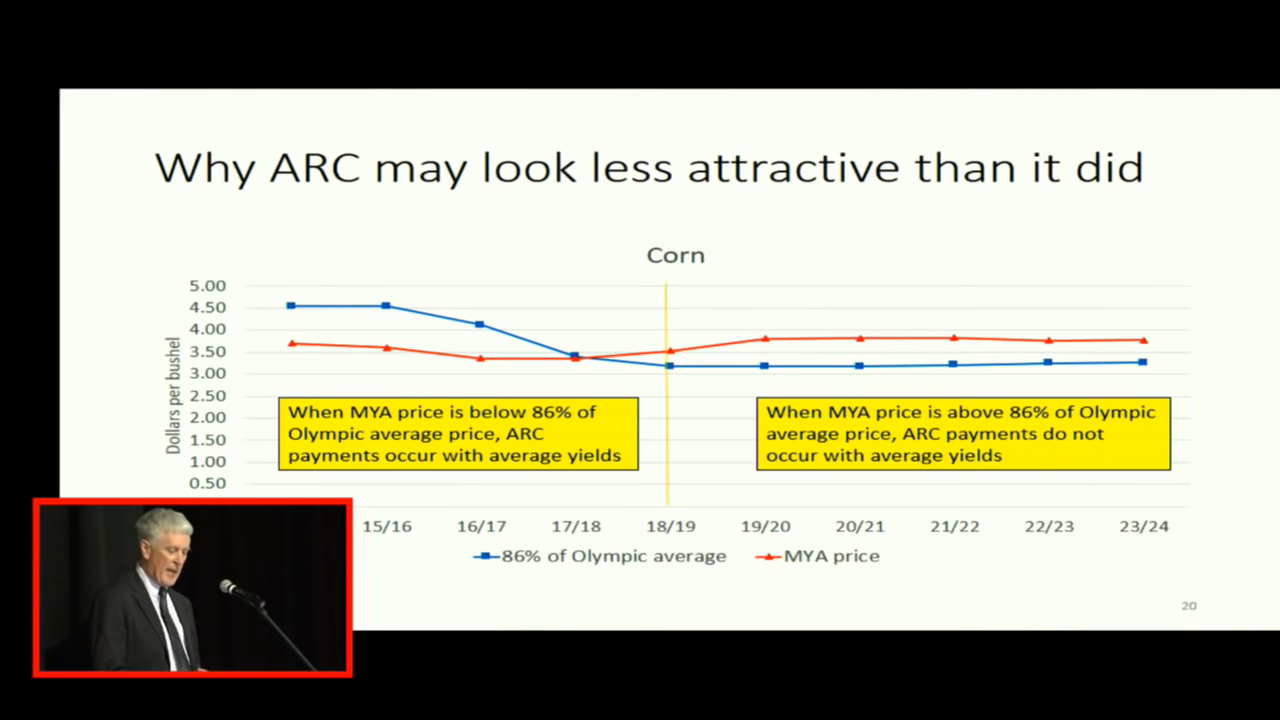 Why ARC may look less attractive than it did
Corn
5.00
4.50
4.00
3.50
3.00
2.50
2.00
1.50
1.00
0.50
Dollars per bushel
When MYA price is below 86% of
Olympic average price, ARC
payments occur with average yields
When MYA price is above 86% of Olympic
average price, ARC payments do not
occur with average yields
15/16 16/17 17/18 18/19 19/20 20/21 21/22 22/23 23/24
86% of Olympic average MYA price
20